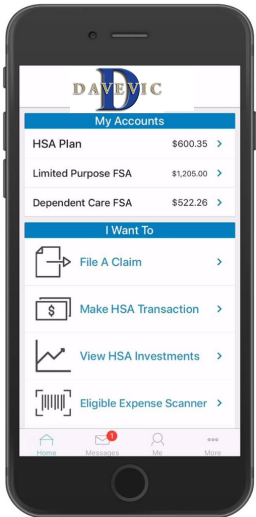 DAVEVIC
My Accounts
HSA Plan $600.35 >
Limited Purpose FSA $1,205.00 >
Dependent Care FSA $522.26 >
I Want To
File A Claim >
$ Make HSA Transaction >
View HSA Investments >
Eligible Expense Scanner >
1
Home Messages Me More